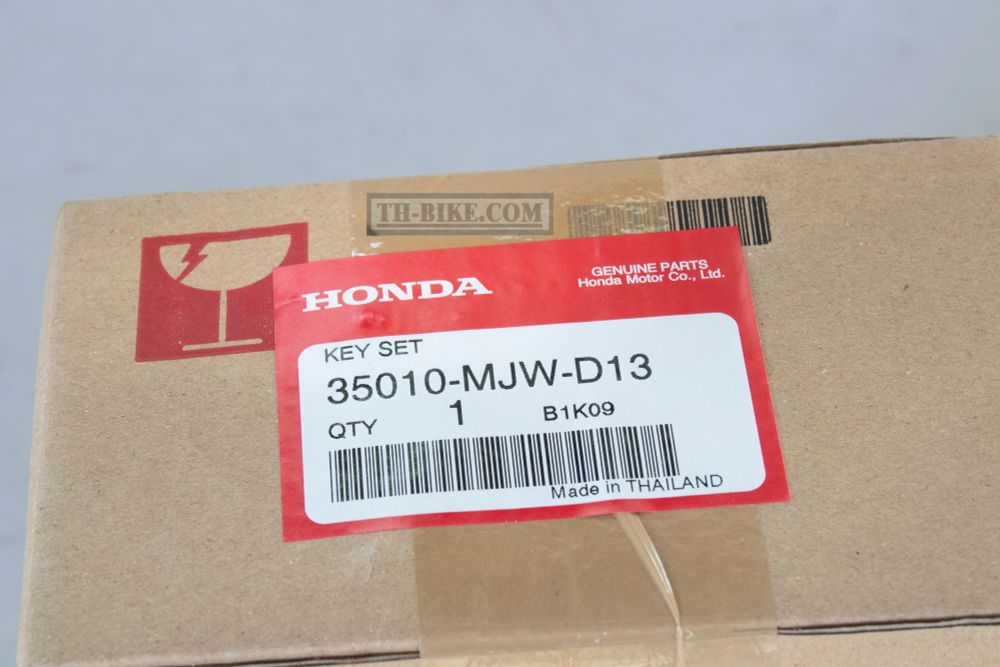 TH-BIKE.COM
HONDA
GENUINE PARTS
Honda Motor Co., Ltd.
KEY SET
35010-MJW-D13
QTY 1 B1K09
Made in THAILAND